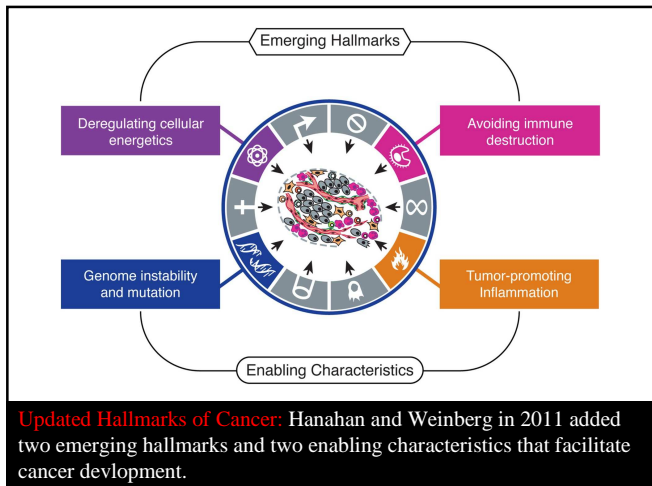 Emerging Hallmarks
Deregulating cellular
energetics
Avoiding immune
destruction
Genome instability
and mutation
Tumor-promoting
Inflammation
Enabling Characteristics
Updated Hallmarks of Cancer: Hanahan and Weinberg in 2011 added
two emerging hallmarks and two enabling characteristics that facilitate
cancer devlopment.